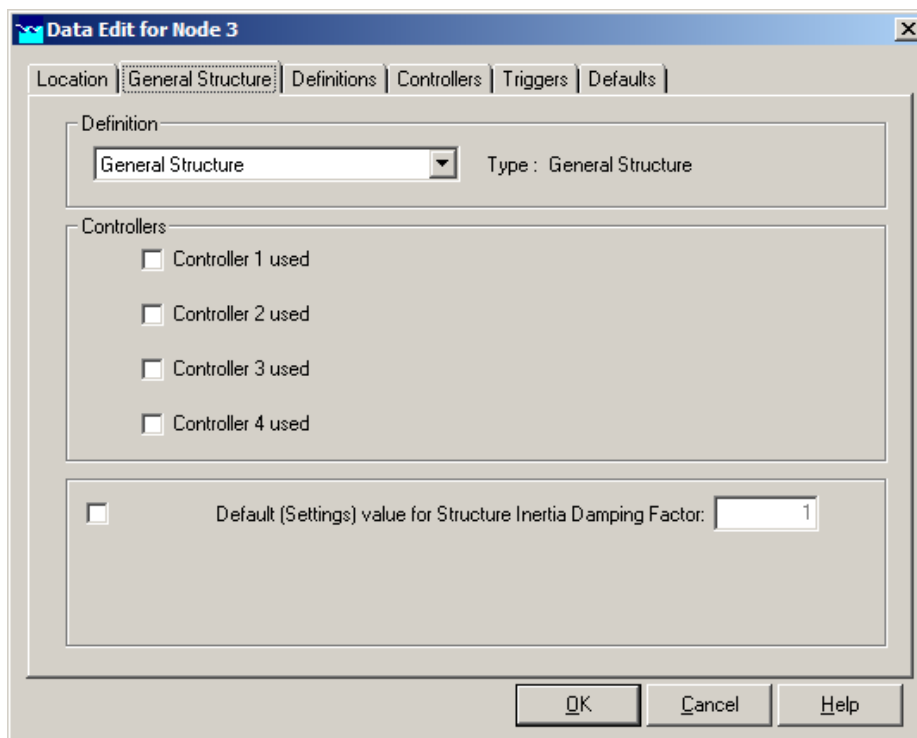 Data Edit for Node 3
Location General Structure Definitions Controllers Triggers Defaults
Definition
General Structure Type : General Structure
Controllers
Controller 1 used
Controller 2 used
Controller 3 used
Controller 4 used
Default (Settings) value for Structure Inertia Damping Factor: 1
OK Cancel Help